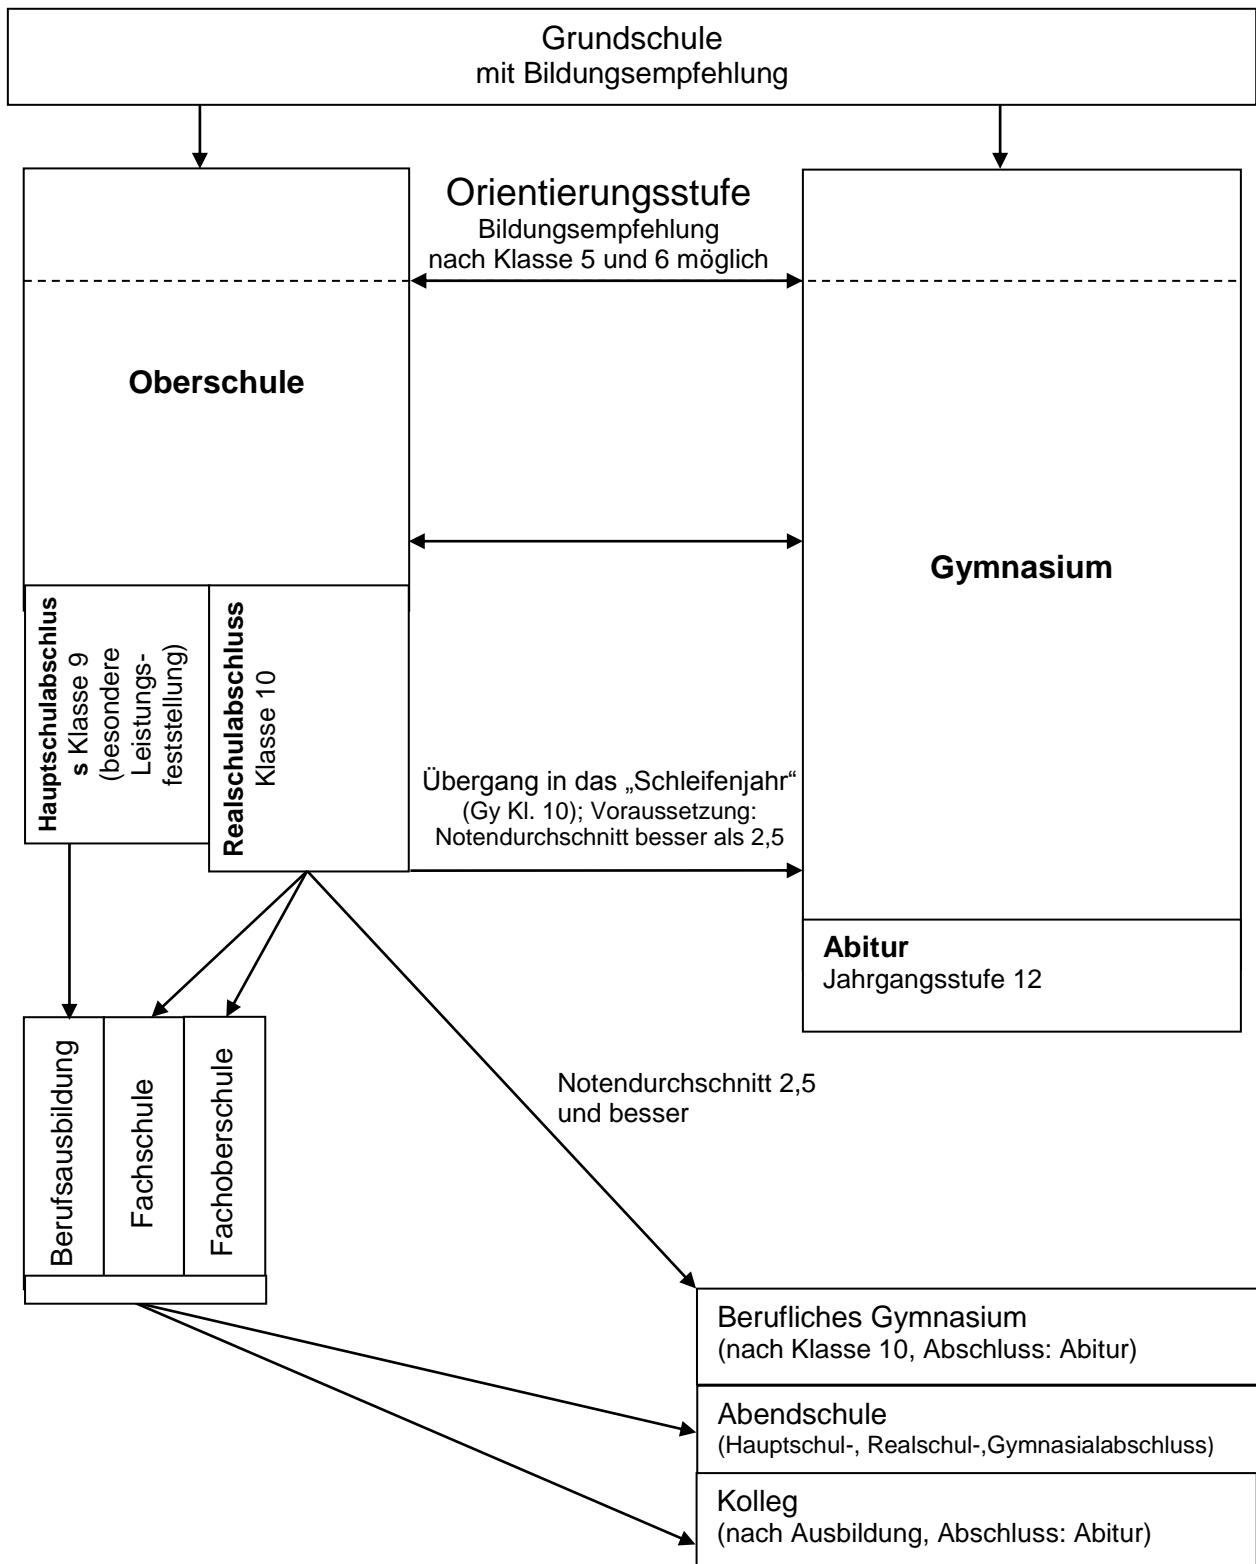 Grundschule
mit Bildungsempfehlung
Orientierungsstufe
Bildungsempfehlung
nach Klasse 5 und 6 möglich
Oberschule
Gymnasium
Hauptschulabschlus
s Klasse 9
(besondere
Leistungs-
feststellung)
Realschulabschluss
Klasse 10
Übergang in das „Schleifenjahr“
(Gy Kl. 10); Voraussetzung:
Notendurchschnitt besser als 2,5
Abitur
Jahrgangsstufe 12
Berufsausbildung
Fachschule
Fachoberschule
Notendurchschnitt 2,5
und besser
Berufliches Gymnasium
(nach Klasse 10, Abschluss: Abitur)
Abendschule
(Hauptschul-, Realschul-,Gymnasialabschluss)
Kolleg
(nach Ausbildung, Abschluss: Abitur)